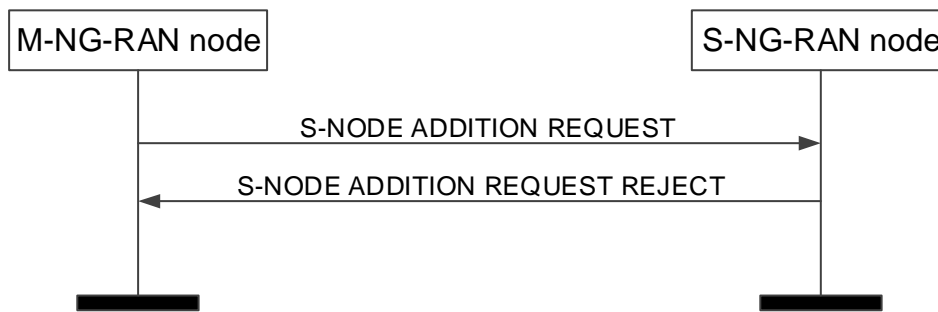 M-NG-RAN node
S-NG-RAN node
S-NODE ADDITION REQUEST
S-NODE ADDITION REQUEST REJECT